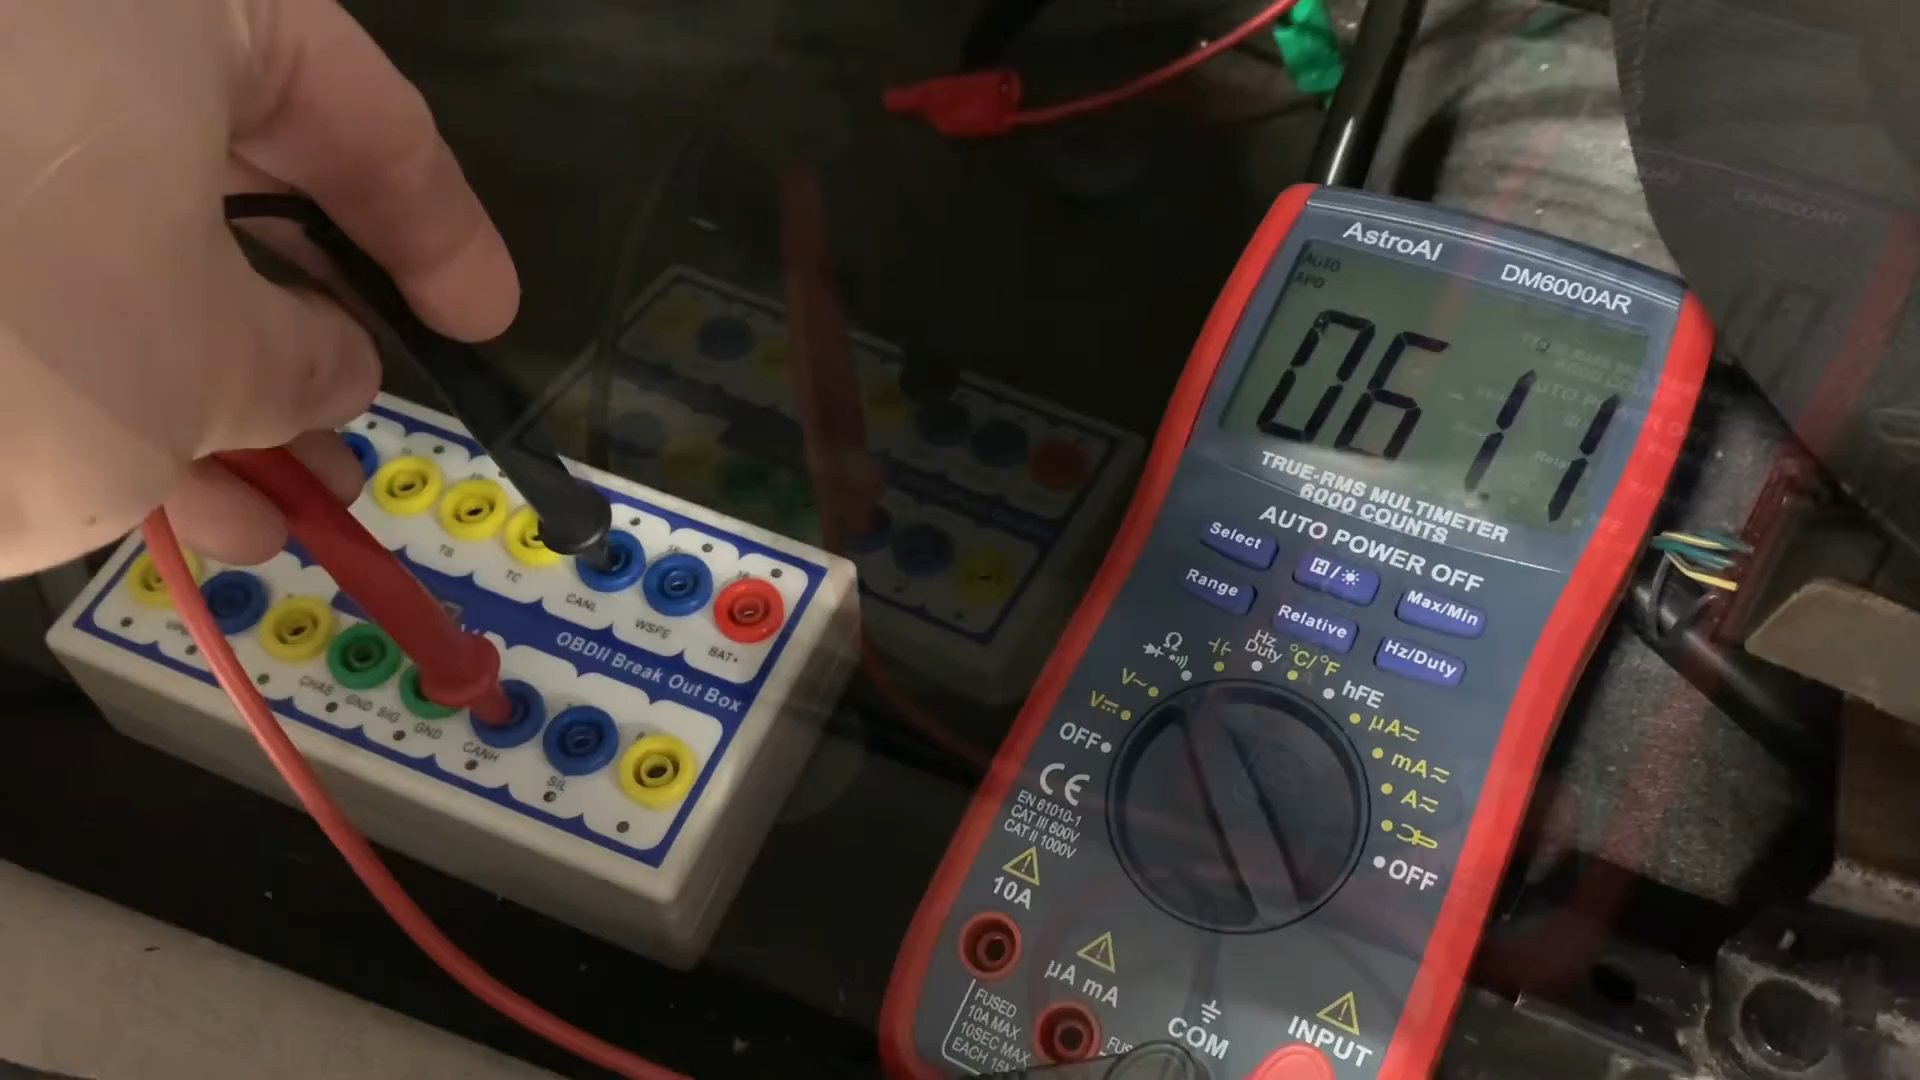 AstroAI
DM6000AR
AUTO
APO
0611
TRUE-RMS MULTIMETER
6000 COUNTS
AUTO POWER OFF
Select
H/
Range
Relative
Max/Min
Hz/Duty
Ω
Hz
Duty
°C/°F
hFE
V~
V
OFF
μA
mA
A
OFF
CE
EN 61010-1
CAT III 600V
CAT II 1000V
10A
μA mA
FUSED
10A MAX
10SEC MAX
COM
INPUT
TC
CANL
WSFE
BAT+
OBDII Break Out Box
CHAS
GND
SIG
GND
CANH
SIL